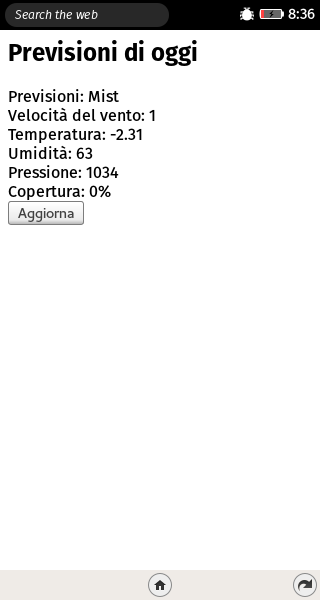 Search the web
8:36
Previsioni di oggi
Previsioni: Mist
Velocità del vento: 1
Temperatura: -2.31
Umidità: 63
Pressione: 1034
Copertura: 0%
Aggiorna